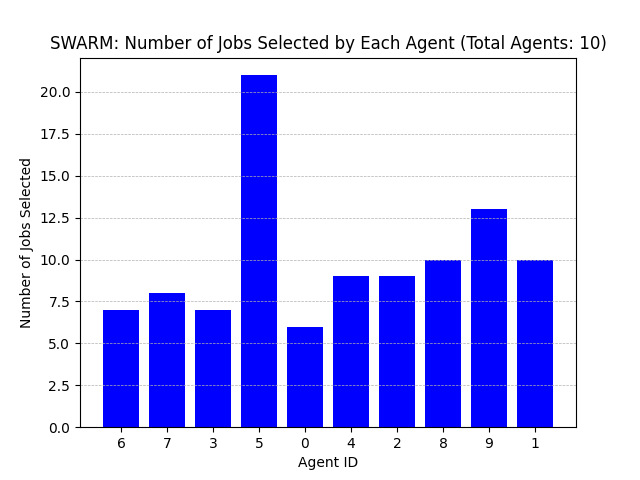 SWARM: Number of Jobs Selected by Each Agent (Total Agents: 10)
Number of Jobs Selected
20.0
17.5
15.0
12.5
10.0
7.5
5.0
2.5
0.0
6 7 3 5 0 4 2 8 9 1
Agent ID